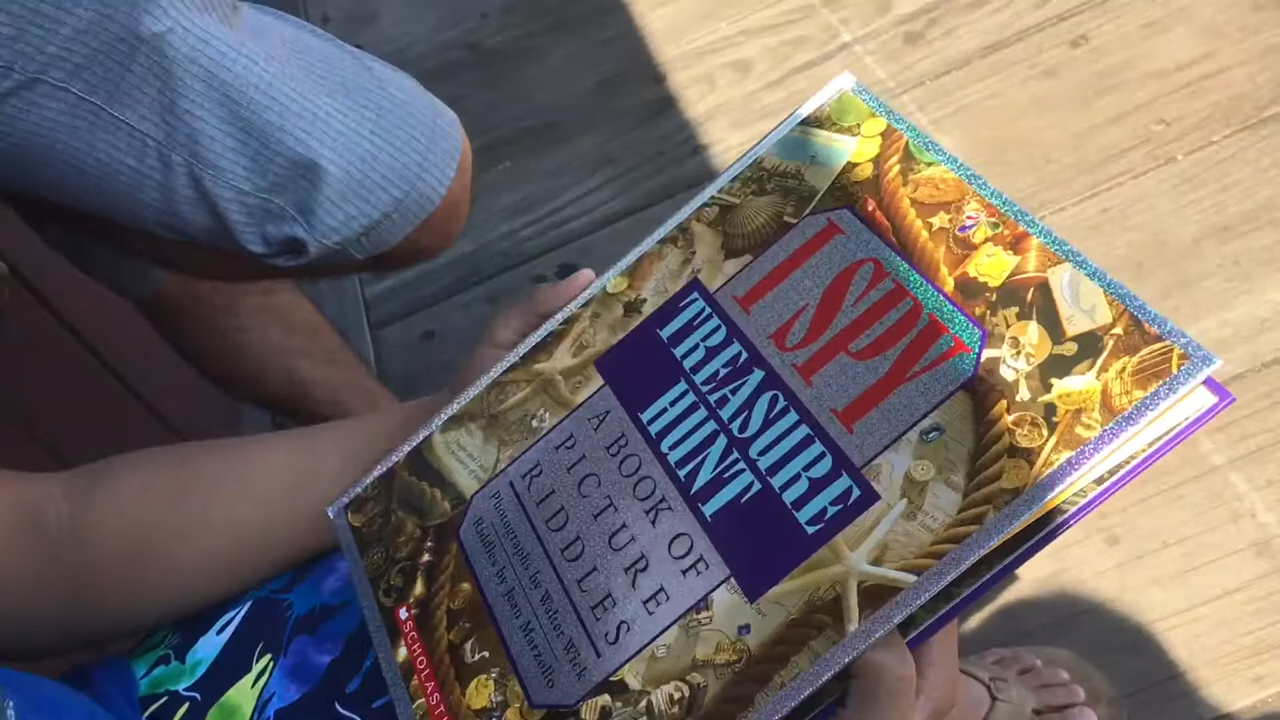 I SPY
TREASURE
HUNT
A BOOK OF
PICTURE
RIDDLES
Photographs by Walter Wick
Riddles by Jean Marzollo
SCHOLASTIC